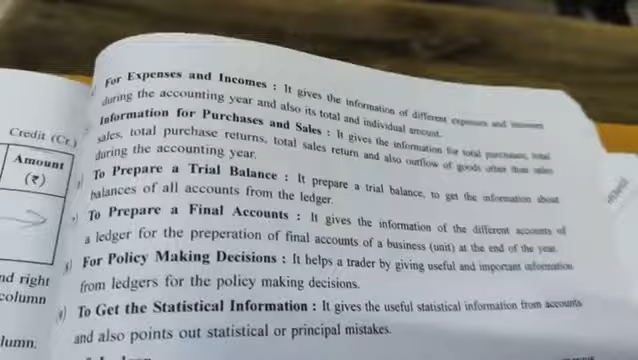 Credit (Cr.)
Amount
(₹)
nd right
column
lumn.
For Expenses and Incomes : It gives the information of different expenses and incomes
during the accounting year and also its total and individual amount.
Information for Purchases and Sales : It gives the information for total purchases, total
sales, total purchase returns, total sales return and also outflow of goods other than sales
during the accounting year.
To Prepare a Trial Balance : It prepare a trial balance, to get the information about
balances of all accounts from the ledger.
To Prepare a Final Accounts : It gives the information of the different accounts of
a ledger for the preperation of final accounts of a business (unit) at the end of the year.
For Policy Making Decisions : It helps a trader by giving useful and important information
from ledgers for the policy making decisions.
To Get the Statistical Information : It gives the useful statistical information from accounts
and also points out statistical or principal mistakes.